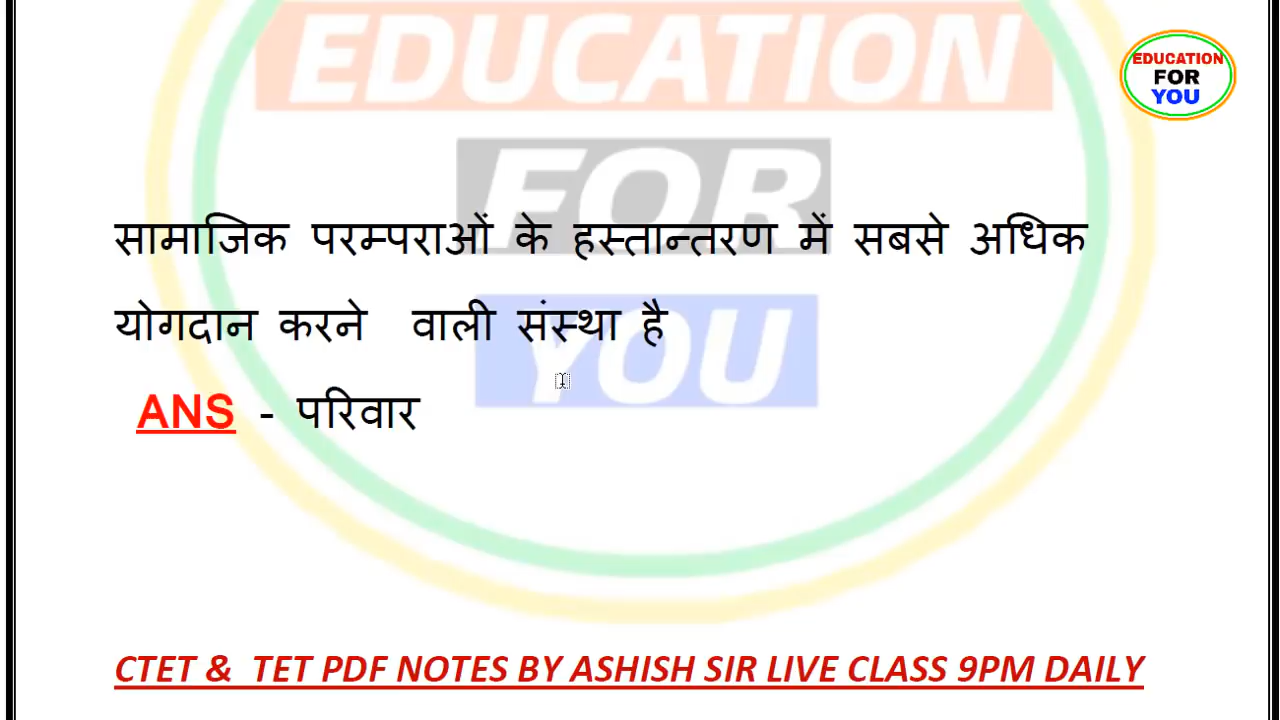 EDUCATION
FOR
YOU
EDUCATION
FOR
YOU
सामाजिक परम्पराओं के हस्तान्तरण में सबसे अधिक
योगदान करने वाली संस्था है
ANS - परिवार
CTET & TET PDF NOTES BY ASHISH SIR LIVE CLASS 9PM DAILY